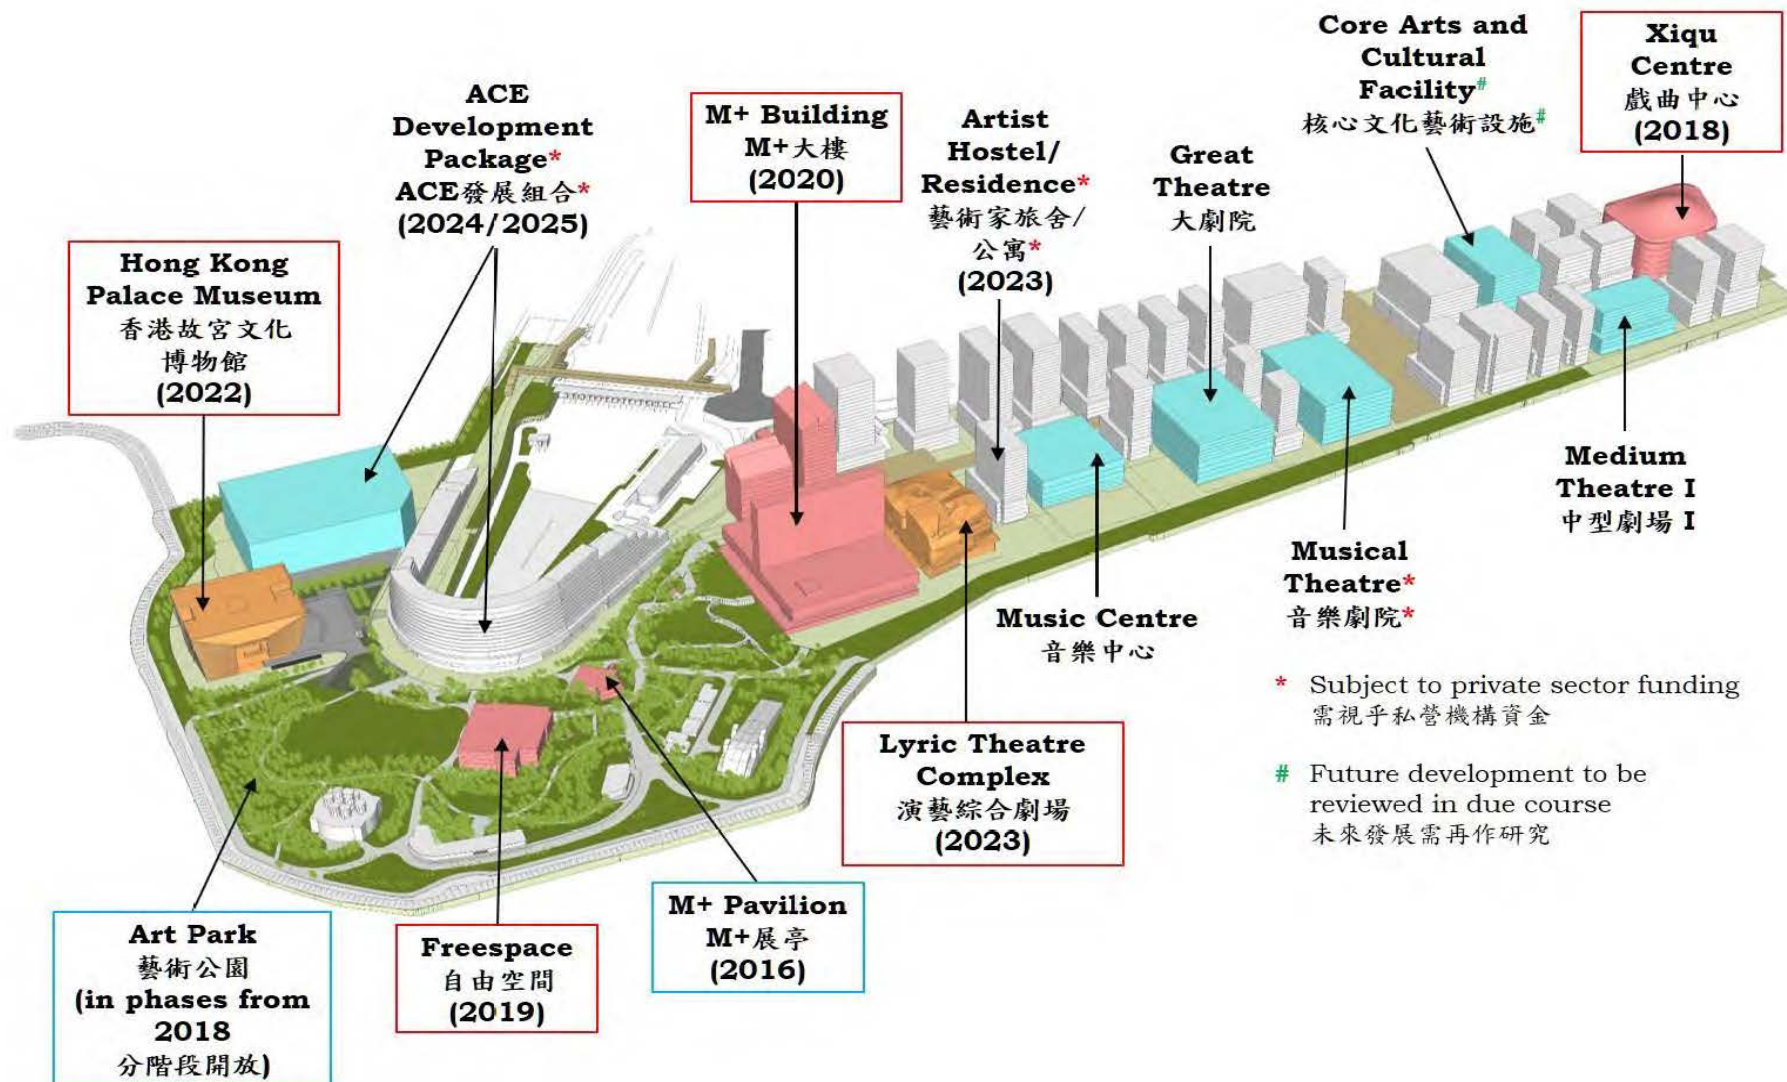 ACE
Development
Package*
ACE發展組合*
(2024/2025)
M+ Building
M+大樓
(2020)
Artist
Hostel/
Residence*
藝術家旅舍/
公寓*
(2023)
Great
Theatre
大劇院
Core Arts and
Cultural
Facility#
核心文化藝術設施#
Xiqu
Centre
戲曲中心
(2018)
Hong Kong
Palace Museum
香港故宮文化
博物館
(2022)
Medium
Theatre I
中型劇場 I
Musical
Theatre*
音樂劇院*
Music Centre
音樂中心
Lyric Theatre
Complex
演藝綜合劇場
(2023)
* Subject to private sector funding
需視乎私營機構資金
# Future development to be
reviewed in due course
未來發展需再作研究
Art Park
藝術公園
(in phases from
2018
分階段開放)
Freespace
自由空間
(2019)
M+ Pavilion
M+展亭
(2016)